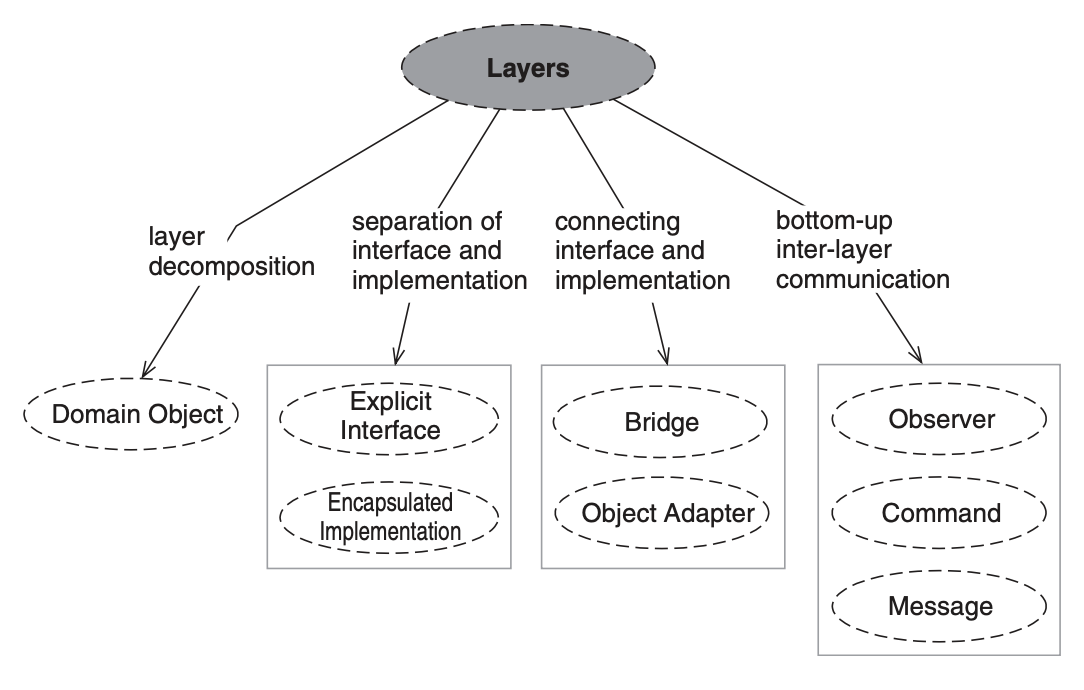 Layers
layer
decomposition
separation of
interface and
implementation
connecting
interface and
implementation
bottom-up
inter-layer
communication
Domain Object
Explicit
Interface
Encapsulated
Implementation
Bridge
Object Adapter
Observer
Command
Message